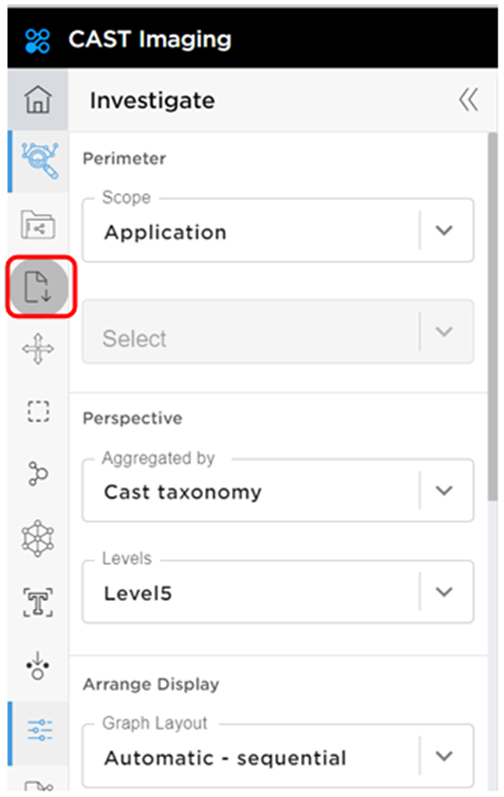 CAST Imaging
Investigate
Perimeter
Scope
Application
Select
Perspective
Aggregated by
Cast taxonomy
Levels
Level5
Arrange Display
Graph Layout
Automatic - sequential